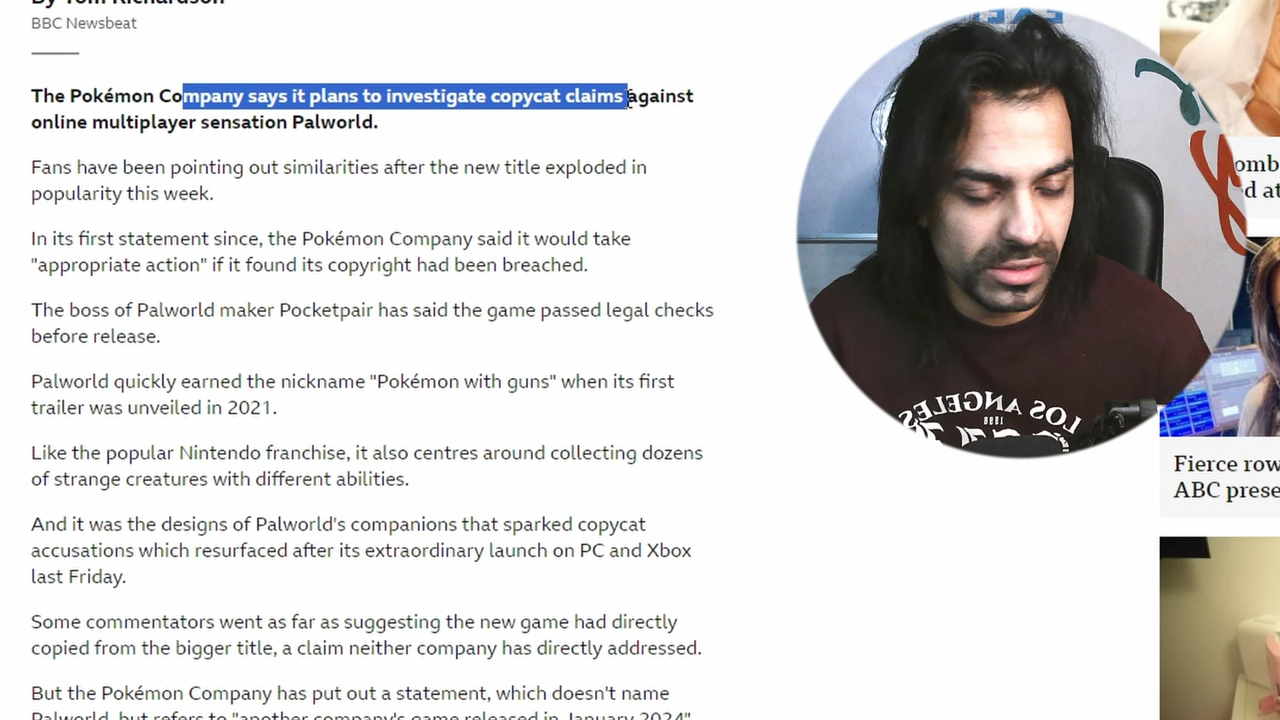 BBC Newsbeat
The Pokémon Company says it plans to investigate copycat claims against
online multiplayer sensation Palworld.
Fans have been pointing out similarities after the new title exploded in
popularity this week.
In its first statement since, the Pokémon Company said it would take
"appropriate action" if it found its copyright had been breached.
The boss of Palworld maker Pocketpair has said the game passed legal checks
before release.
Palworld quickly earned the nickname "Pokémon with guns" when its first
trailer was unveiled in 2021.
Like the popular Nintendo franchise, it also centres around collecting dozens
of strange creatures with different abilities.
And it was the designs of Palworld's companions that sparked copycat
accusations which resurfaced after its extraordinary launch on PC and Xbox
last Friday.
Some commentators went as far as suggesting the new game had directly
copied from the bigger title, a claim neither company has directly addressed.
But the Pokémon Company has put out a statement, which doesn't name
Palworld, but refers to "another company's game released in January 2024"
LOS ANGELES
Fierce row
ABC prese